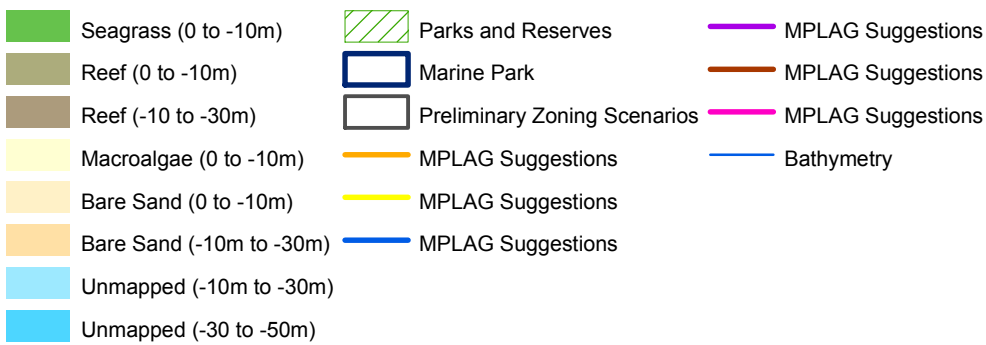 Seagrass (0 to -10m)
Reef (0 to -10m)
Reef (-10 to -30m)
Macroalgae (0 to -10m)
Bare Sand (0 to -10m)
Bare Sand (-10m to -30m)
Unmapped (-10m to -30m)
Unmapped (-30 to -50m)
Parks and Reserves
Marine Park
Preliminary Zoning Scenarios
MPLAG Suggestions
MPLAG Suggestions
MPLAG Suggestions
MPLAG Suggestions
MPLAG Suggestions
MPLAG Suggestions
Bathymetry